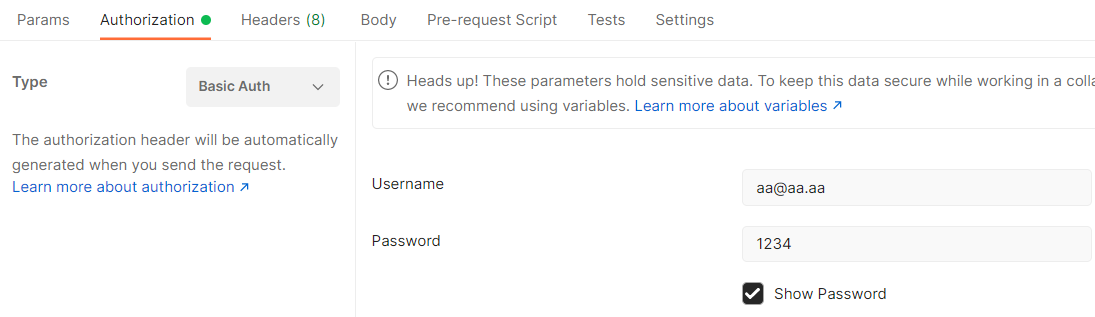 Params Authorization Headers (8) Body Pre-request Script Tests Settings
Type
Basic Auth
The authorization header will be automatically
generated when you send the request.
Learn more about authorization ↗
Heads up! These parameters hold sensitive data. To keep this data secure while working in a
we recommend using variables. Learn more about variables ↗
Username
aa@aa.aa
Password
1234
Show Password